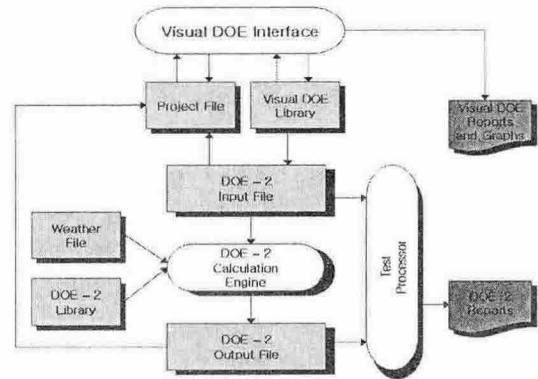 Visual DOE Interface
Project File
Visual DOE
Library
Visual DOE
Reports
and Graphs
DOE – 2
Input File
Weather
File
DOE – 2
Calculation
Engine
Test
Processor
DOE – 2
Library
DOE – 2
Reports
DOE – 2
Output File